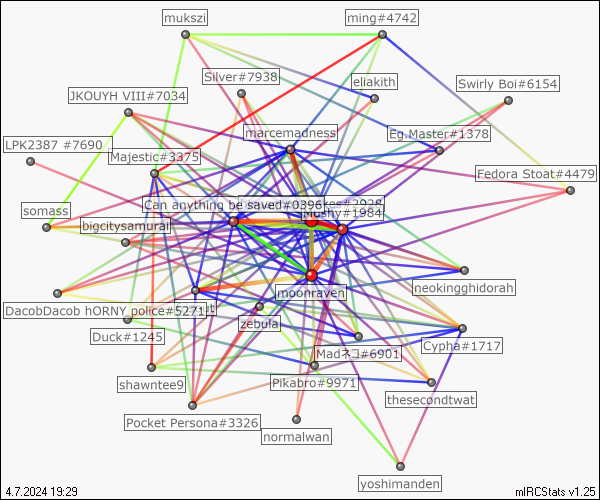 mukszi
ming#4742
Silver#7938
eliakith
Swirly Boi#6154
JKOUYH VIII#7034
marcemadness
Eg.Master#1378
LPK2387 #7690
Majestic#3375
Fedora Stoat#4479
somass
Can anything be saved#0396
#2028
Mushy#1984
bigcitysamurai
moonraven
neokingghidorah
DacobDacob hORNY police#5271
zebula
Duck#1245
MadネコI#6901
Cypha#1717
shawntee9
Pikabro#9971
thesecondtwat
Pocket Persona#3326
normalwan
yoshimanden
4.7.2024 19:29
mIRCStats v1.25